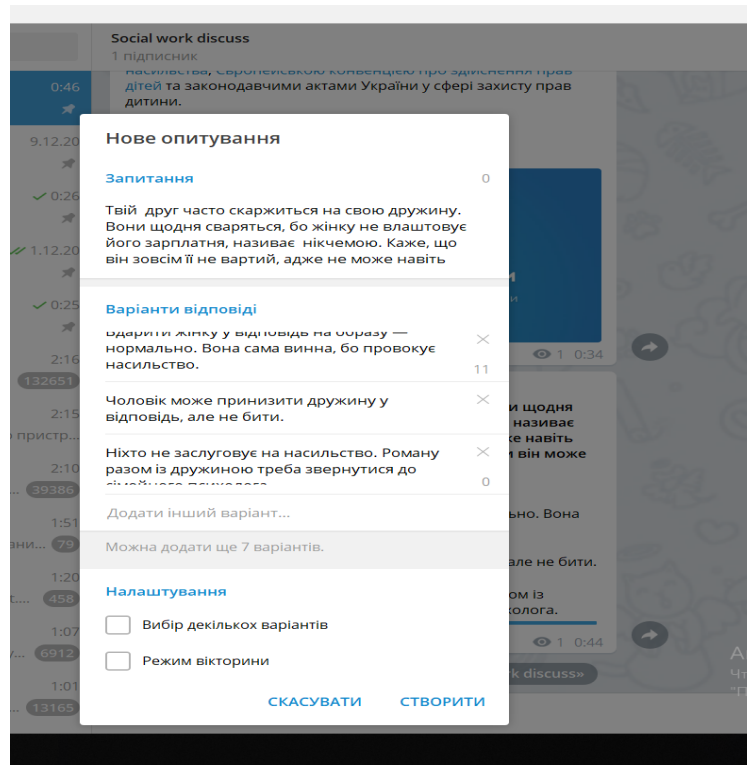 Social work discuss
1 підписник
насильства, Європейською конвенцією про здійснення прав
дітей та законодавчими актами України у сфері захисту прав
дитини.
0:46
9.12.20
0:26
1.12.20
0:25
2:16
132651
2:15
пристр...
2:10
39386
1:51
ани... 79
1:20
458
1:07
6912
1:01
13165
Нове опитування
Запитання
0
Твій друг часто скаржиться на свою дружину.
Вони щодня сваряться, бо жінку не влаштовує
його зарплатня, називає нікчемою. Каже, що
він зовсім її не вартий, адже не може навіть
Варіанти відповіді
Вдарити жінку у відповідь на образу —
нормально. Вона сама винна, бо провокує
насильство.
11
Чоловік може принизити дружину у
відповідь, але не бити.
Ніхто не заслуговує на насильство. Роману
разом із дружиною треба звернутися до
сімейного психолога
0
Додати інший варіант...
Можна додати ще 7 варіантів.
Налаштування
Вибір декількох варіантів
Режим вікторини
СКАСУВАТИ СТВОРИТИ
и
1 0:34
и щодня
називає
же навіть
и він може
ьно. Вона
але не бити.
ом із
холога.
1 0:44
k discuss»